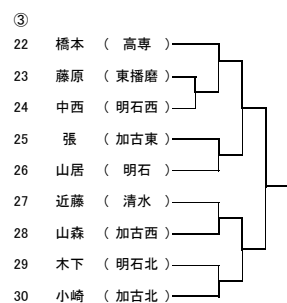 ③
22 橋本 ( 高専 )
23 藤原 ( 東播磨 )
24 中西 ( 明石西 )
25 張 ( 加古東 )
26 山居 ( 明石 )
27 近藤 ( 清水 )
28 山森 ( 加古西 )
29 木下 ( 明石北 )
30 小崎 ( 加古北 )